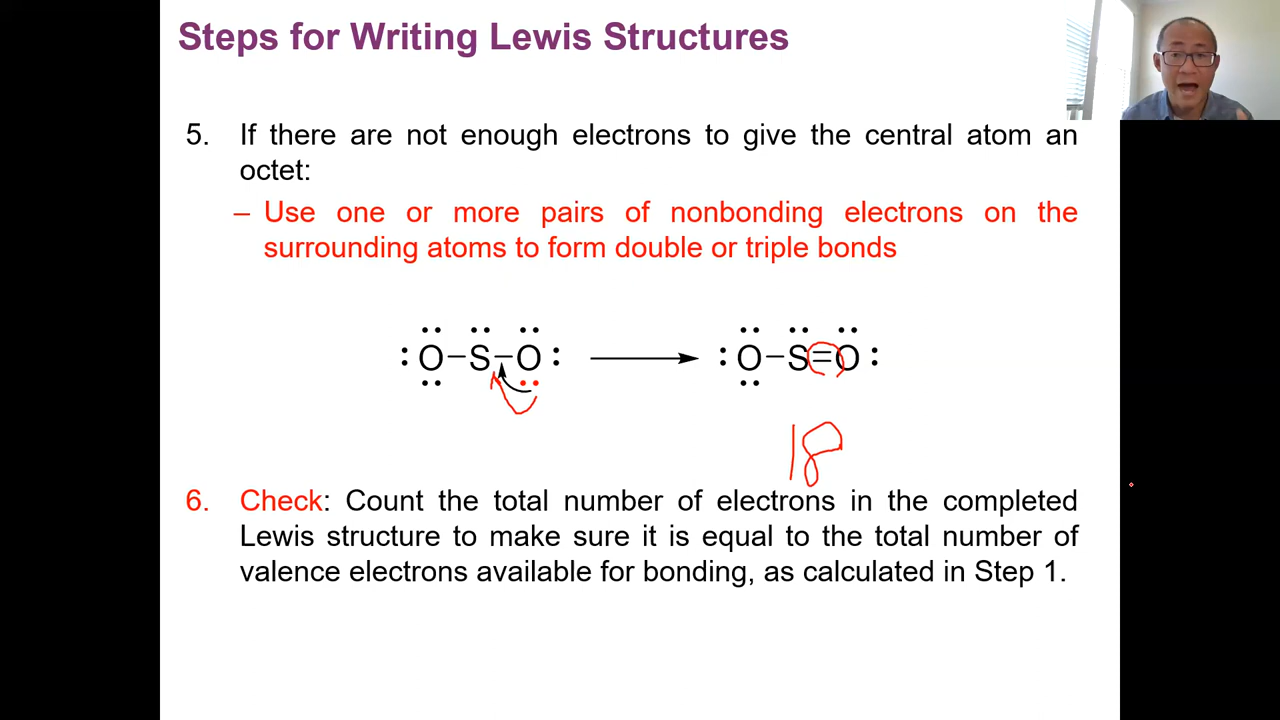 Steps for Writing Lewis Structures
5. If there are not enough electrons to give the central atom an
octet:
– Use one or more pairs of nonbonding electrons on the
surrounding atoms to form double or triple bonds
:O–S–O: → :O–S=O:
18
6. Check: Count the total number of electrons in the completed
Lewis structure to make sure it is equal to the total number of
valence electrons available for bonding, as calculated in Step 1.